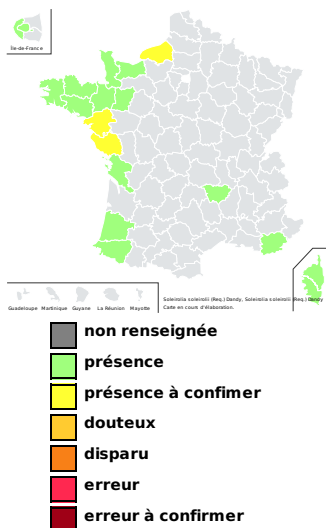 Île-de-France
Guadeloupe Martinique Guyane La Réunion Mayotte
Soleirolia soleirolii (Req.) Dandy, Soleirolia soleirolii (Req.) Dandy
Carte en cours d'élaboration.
non renseignée
présence
présence à confimer
douteux
disparu
erreur
erreur à confirmer